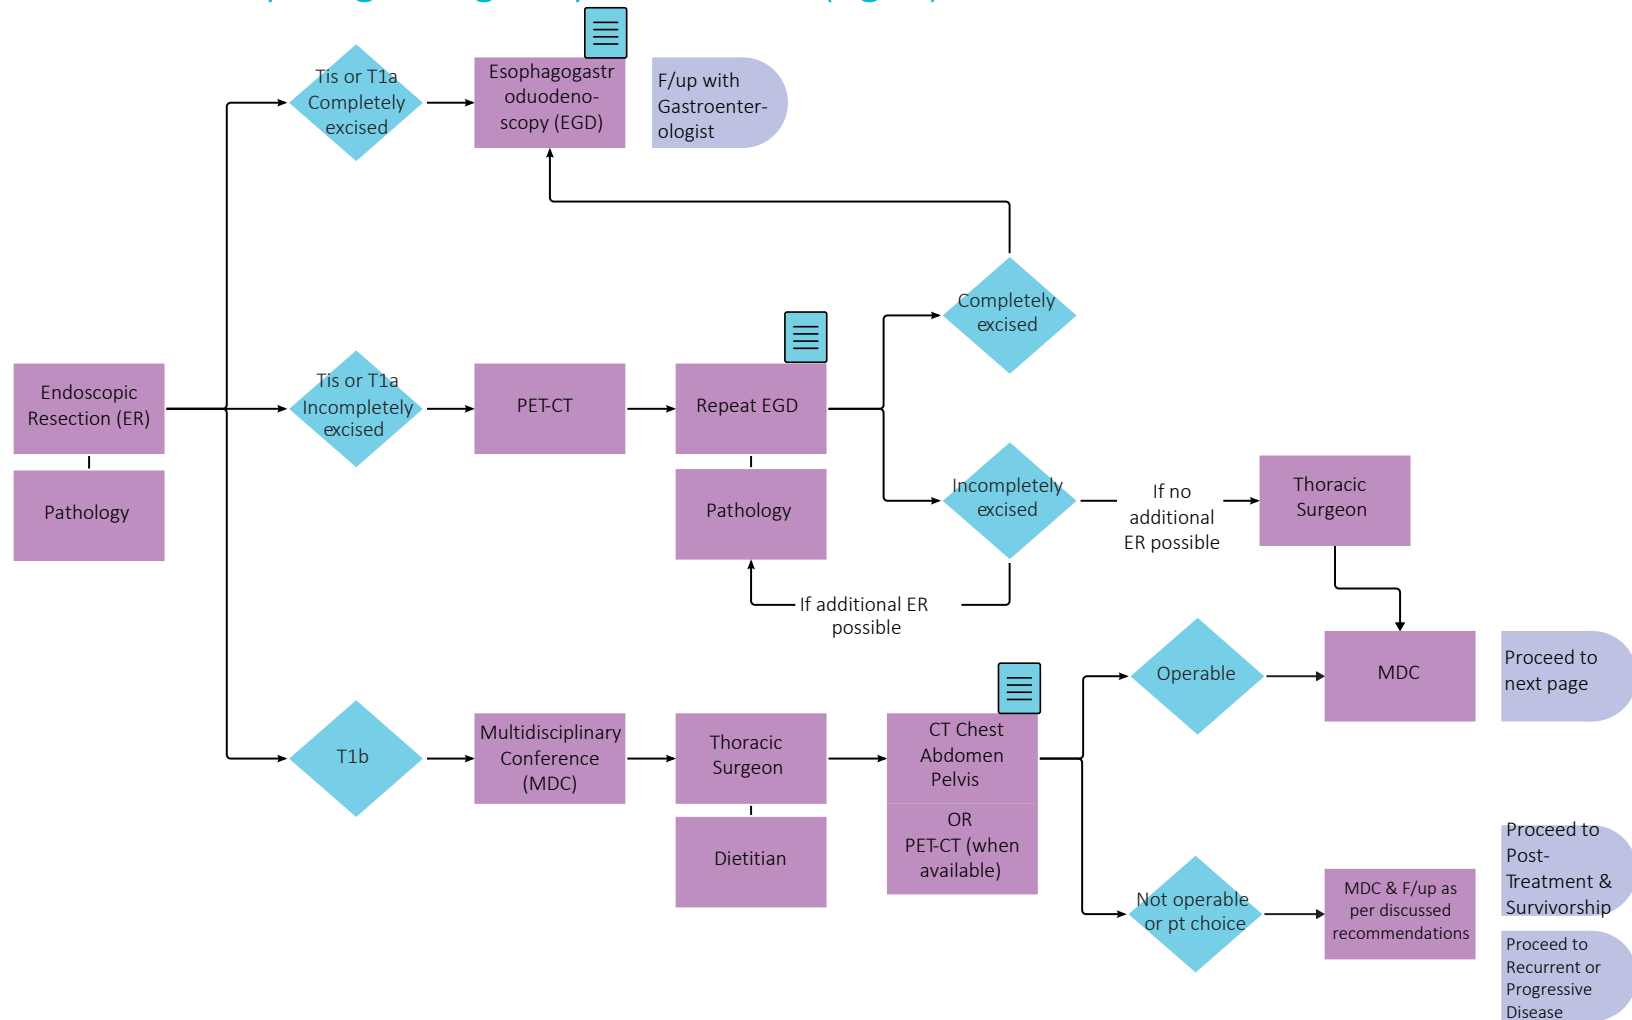 Tis or T1a
Completely
excised
Esophagogastr
oduodeno-
scopy (EGD)
F/up with
Gastroenter-
ologist
Completely
excised
Endoscopic
Resection (ER)
Pathology
Tis or T1a
Incompletely
excised
PET-CT
Repeat EGD
Pathology
Incompletely
excised
If no
additional
ER possible
Thoracic
Surgeon
If additional ER
possible
Operable
MDC
Proceed to
next page
T1b
Multidisciplinary
Conference
(MDC)
Thoracic
Surgeon
Dietitian
CT Chest
Abdomen
Pelvis
OR
PET-CT (when
available)
Not operable
or pt choice
MDC & F/up as
per discussed
recommendations
Proceed to
Post-
Treatment &
Survivorship
Proceed to
Recurrent or
Progressive
Disease